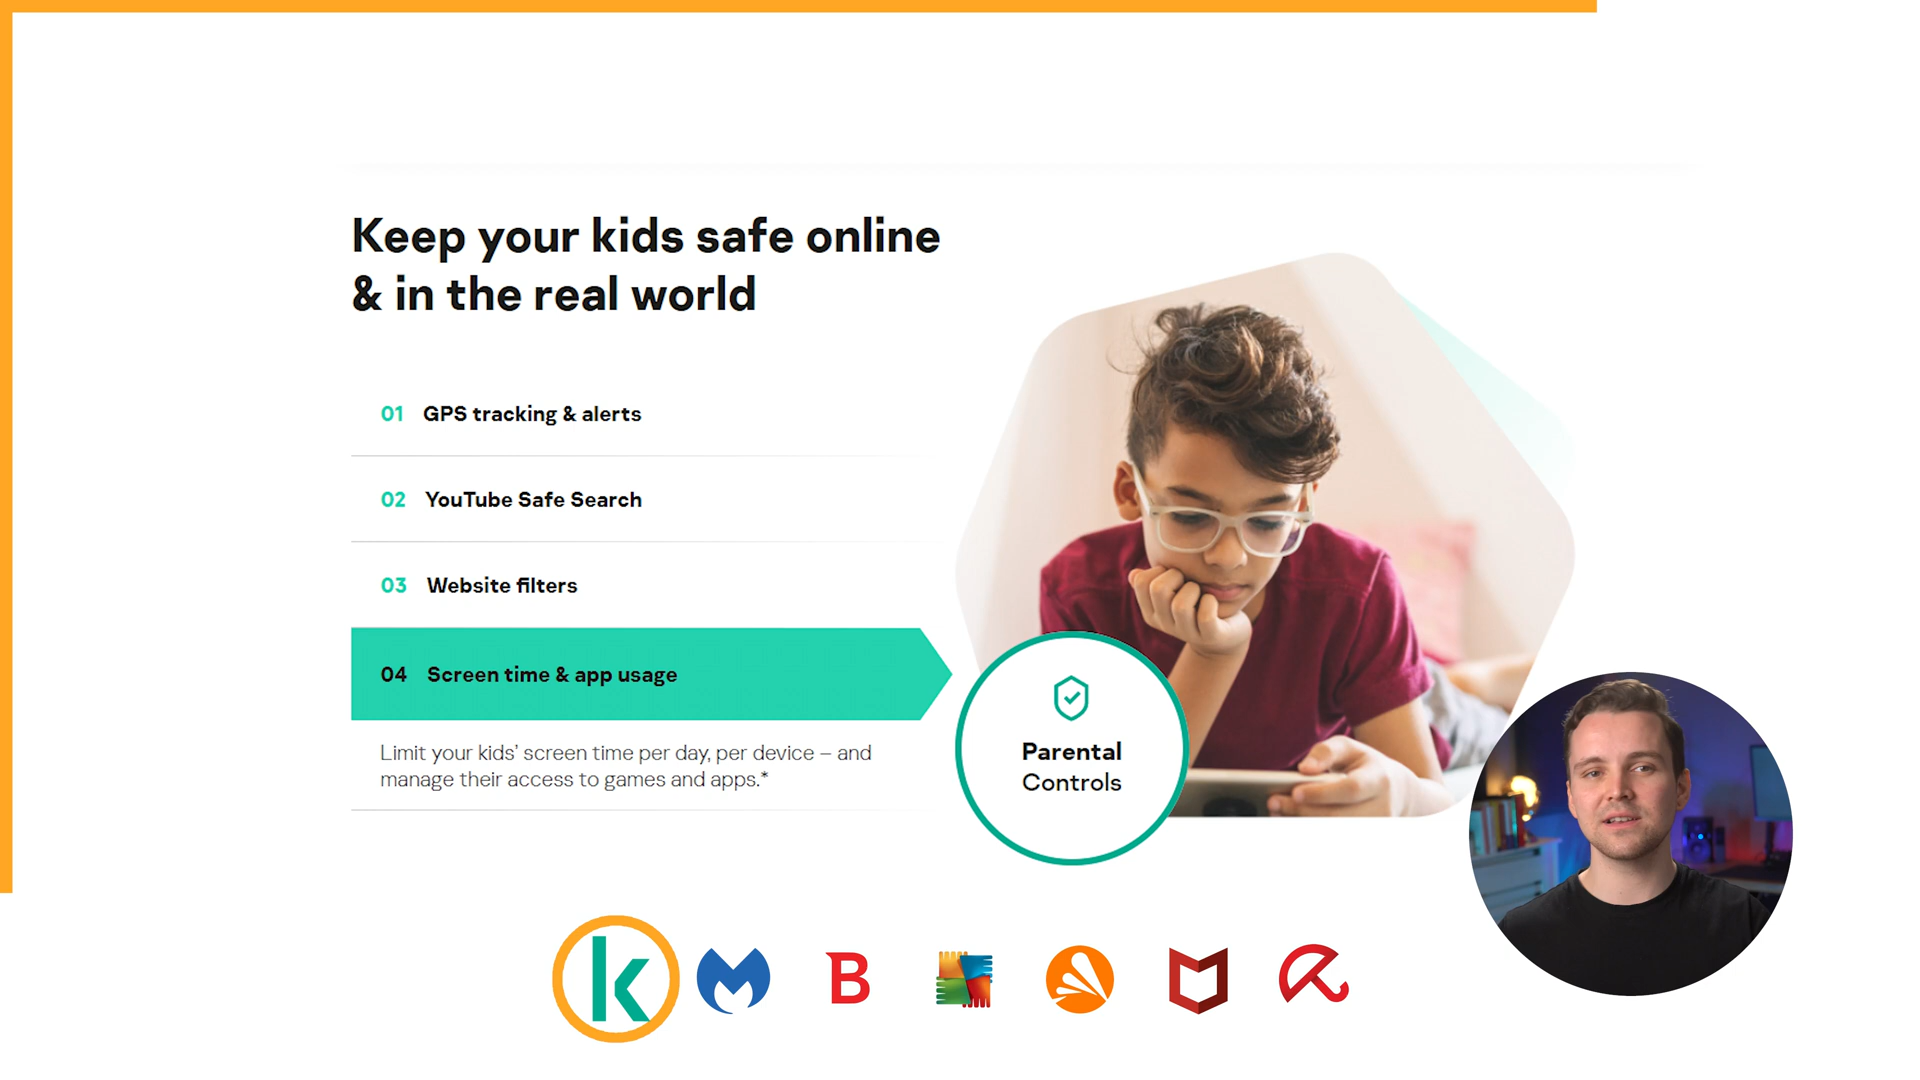 Keep your kids safe online
& in the real world
01 GPS tracking & alerts
02 YouTube Safe Search
03 Website filters
04 Screen time & app usage
Limit your kids' screen time per day, per device – and
manage their access to games and apps.*
Parental
Controls
k
B